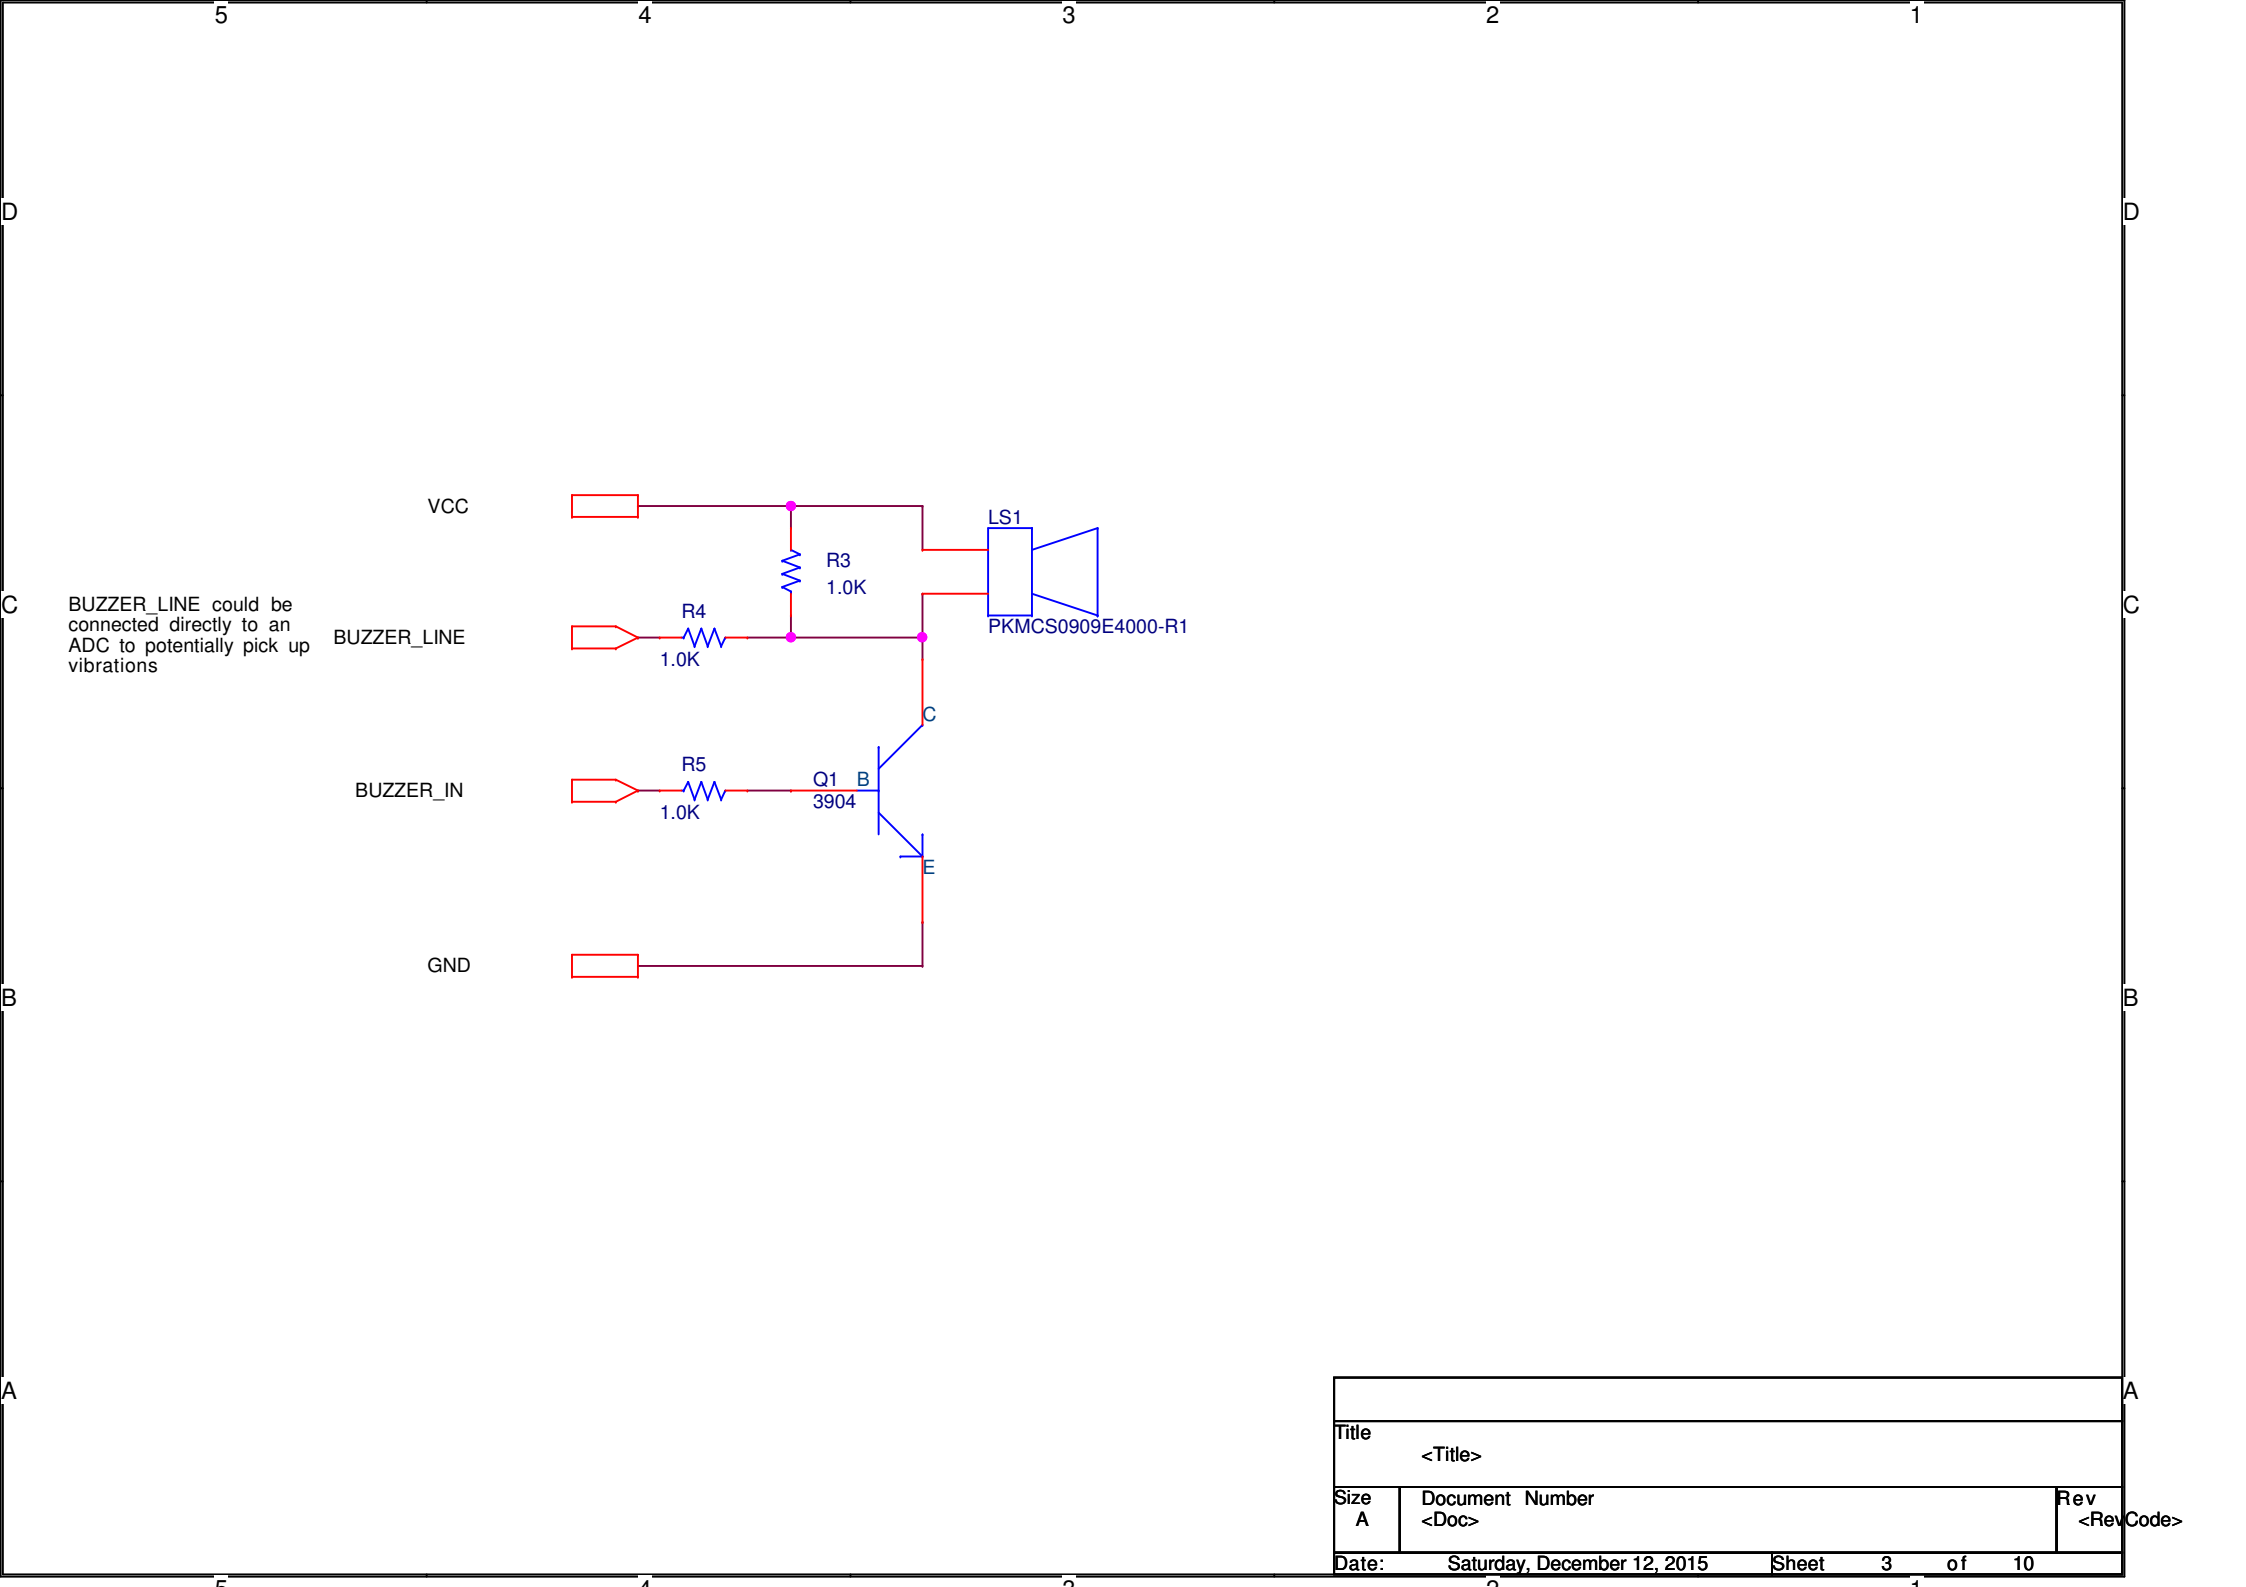 5 4 3 2 1
D D
VCC
LS1
R3
1.0K
C C
BUZZER_LINE could be
connected directly to an
ADC to potentially pick up
vibrations
BUZZER_LINE
R4
1.0K
PKMCS0909E4000-R1
C
BUZZER_IN
R5
1.0K
Q1 B
3904
E
GND
B B
A A
Title
<Title>
Size Document Number Rev
A <Doc> <RevCode>
Date: Saturday, December 12, 2015 Sheet 3 of 10
5 4 3 2 1